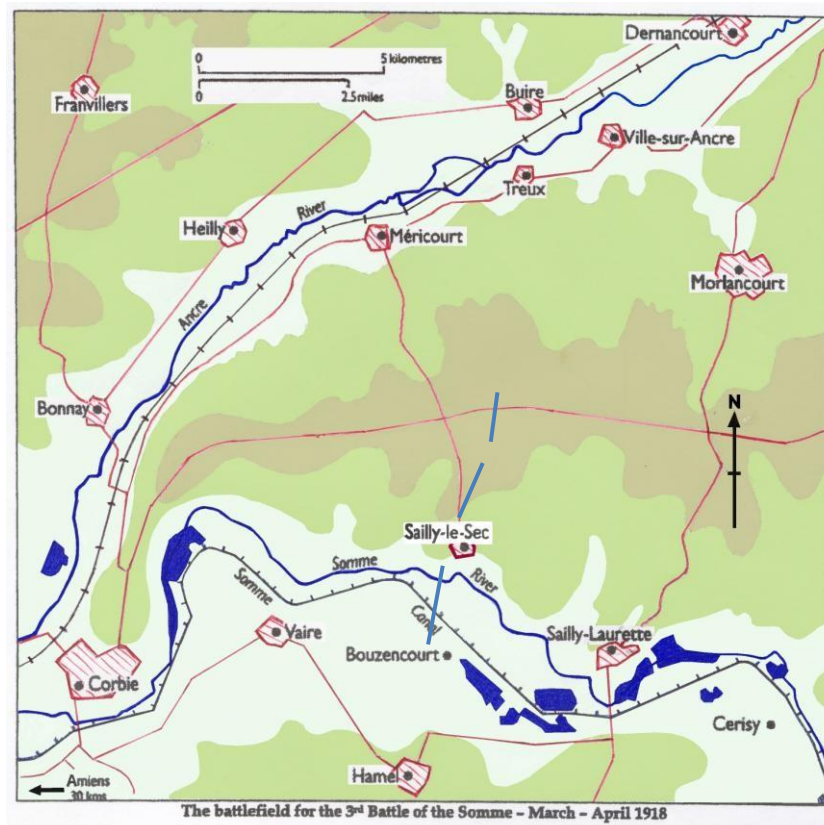 Dernancourt
0 5 kilometres
0 2.5 miles
Franvillers
Buire
Ville-sur-Ancre
Treux
River
Heilly
Méricourt
Morlancourt
Ancre
N
Bonnay
Sailly-le-Sec
Somme
River
Somme
Canal
Vaire
Sailly-Laurette
Bouzencourt
Corbie
Cerisy
Hamel
Amiens
30 kms
The battlefield for the 3rd Battle of the Somme – March – April 1918